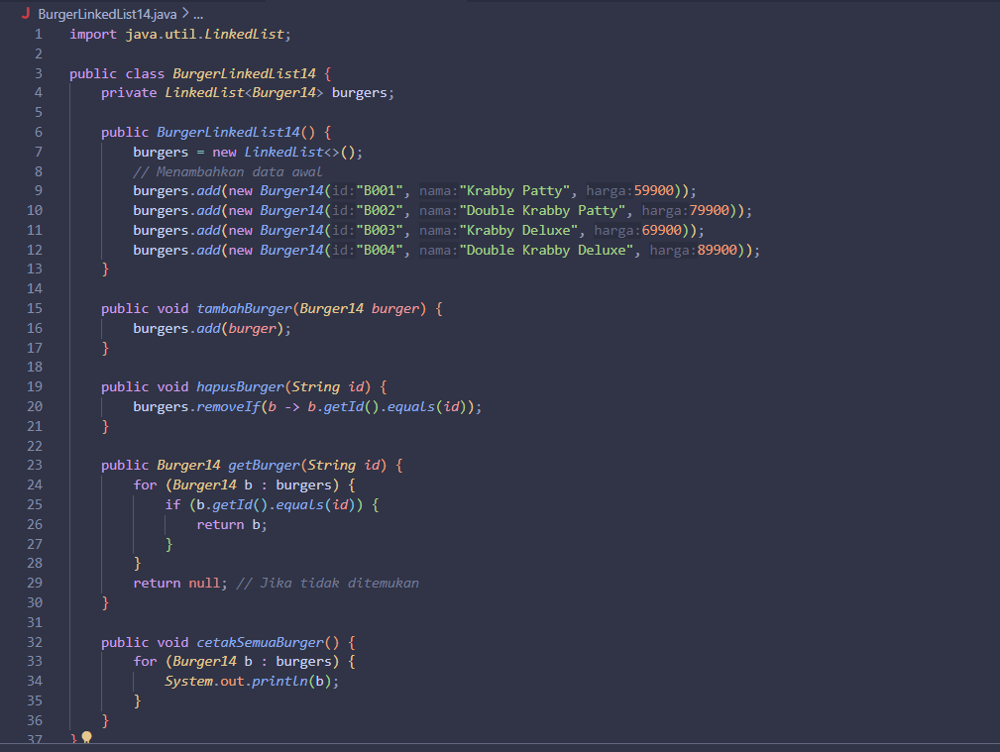 J BurgerLinkedList14.java > ...
1 import java.util.LinkedList;
2
3 public class BurgerLinkedList14 {
4     private LinkedList<Burger14> burgers;
5
6     public BurgerLinkedList14() {
7         burgers = new LinkedList<>();
8         // Menambahkan data awal
9         burgers.add(new Burger14(id:"B001", nama:"Krabby Patty", harga:59900));
10         burgers.add(new Burger14(id:"B002", nama:"Double Krabby Patty", harga:79900));
11         burgers.add(new Burger14(id:"B003", nama:"Krabby Deluxe", harga:69900));
12         burgers.add(new Burger14(id:"B004", nama:"Double Krabby Deluxe", harga:89900));
13     }
14
15     public void tambahBurger(Burger14 burger) {
16         burgers.add(burger);
17     }
18
19     public void hapusBurger(String id) {
20         burgers.removeIf(b -> b.getId().equals(id));
21     }
22
23     public Burger14 getBurger(String id) {
24         for (Burger14 b : burgers) {
25             if (b.getId().equals(id)) {
26                 return b;
27             }
28         }
29         return null; // Jika tidak ditemukan
30     }
31
32     public void cetakSemuaBurger() {
33         for (Burger14 b : burgers) {
34             System.out.println(b);
35         }
36     }
37 }